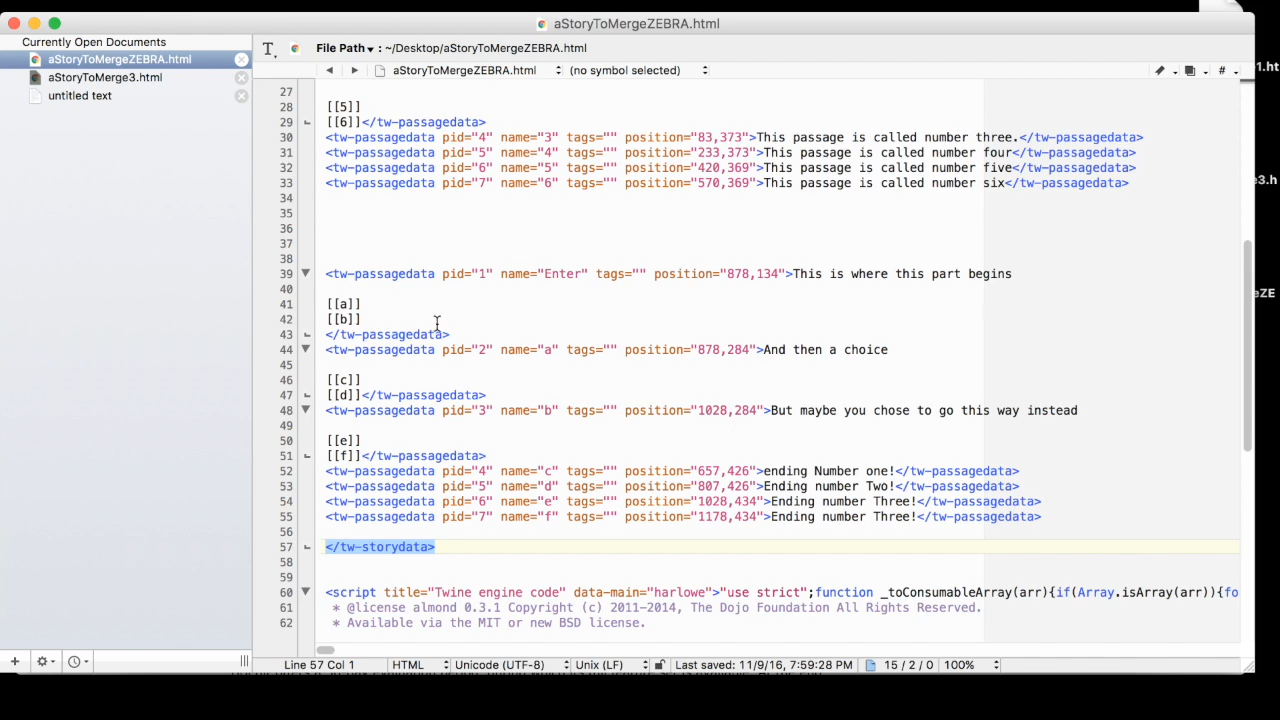 aStoryToMergeZEBRA.html
Currently Open Documents
aStoryToMergeZEBRA.html
aStoryToMerge3.html
untitled text
File Path : ~/Desktop/aStoryToMergeZEBRA.html
aStoryToMergeZEBRA.html (no symbol selected) #
27
28 [[5]]
29 [[6]]</tw-passagedata>
30 <tw-passagedata pid="4" name="3" tags="" position="83,373">This passage is called number three.</tw-passagedata>
31 <tw-passagedata pid="5" name="4" tags="" position="233,373">This passage is called number four</tw-passagedata>
32 <tw-passagedata pid="6" name="5" tags="" position="420,369">This passage is called number five</tw-passagedata>
33 <tw-passagedata pid="7" name="6" tags="" position="570,369">This passage is called number six</tw-passagedata>
34
35
36
37
38
39 <tw-passagedata pid="1" name="Enter" tags="" position="878,134">This is where this part begins
40
41 [[a]]
42 [[b]]
43 </tw-passagedata>
44 <tw-passagedata pid="2" name="a" tags="" position="878,284">And then a choice
45
46 [[c]]
47 [[d]]</tw-passagedata>
48 <tw-passagedata pid="3" name="b" tags="" position="1028,284">But maybe you chose to go this way instead
49
50 [[e]]
51 [[f]]</tw-passagedata>
52 <tw-passagedata pid="4" name="c" tags="" position="657,426">ending Number one!</tw-passagedata>
53 <tw-passagedata pid="5" name="d" tags="" position="807,426">Ending number Two!</tw-passagedata>
54 <tw-passagedata pid="6" name="e" tags="" position="1028,434">Ending number Three!</tw-passagedata>
55 <tw-passagedata pid="7" name="f" tags="" position="1178,434">Ending number Three!</tw-passagedata>
56
57 </tw-storydata>
58
59
60 <script title="Twine engine code" data-main="harlowe">"use strict";function _toConsumableArray(arr){if(Array.isArray(arr)){fo
61 * @license almond 0.3.1 Copyright (c) 2011-2014, The Dojo Foundation All Rights Reserved.
62 * Available via the MIT or new BSD license.
Line 57 Col 1 HTML Unicode (UTF-8) Unix (LF) Last saved: 11/9/16, 7:59:28 PM 15 / 2 / 0 100%
1.ht
e3.h
eZE